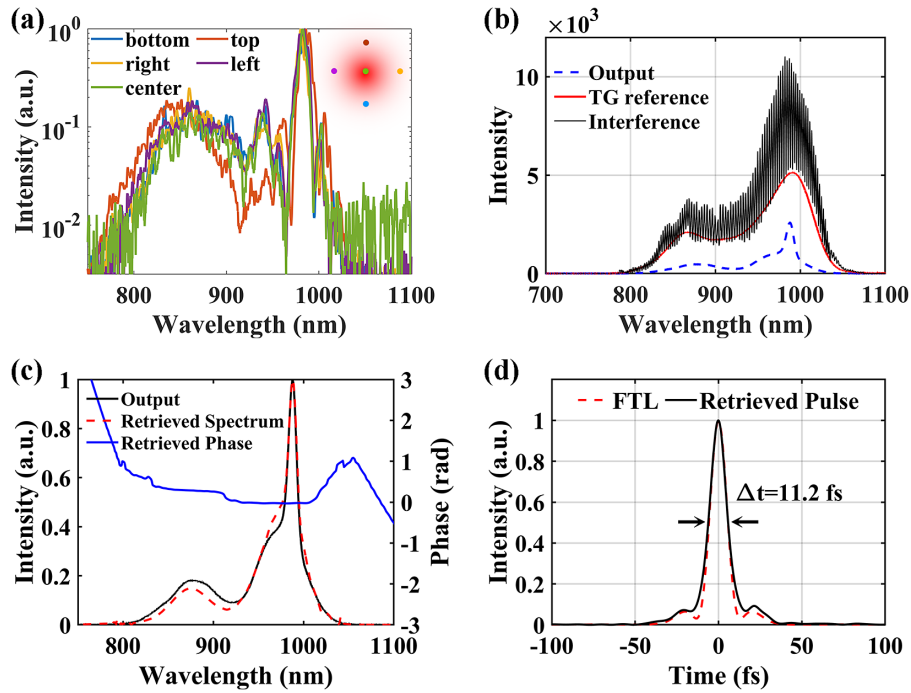 (a)
10^0
10^-1
10^-2
Intensity (a.u.)
bottom
top
right
left
center
800
900
1000
1100
Wavelength (nm)
(b)
×10^3
10
5
0
Intensity
Output
TG reference
Interference
700
800
900
1000
1100
Wavelength (nm)
(c)
1
0.8
0.6
0.4
0.2
0
Intensity (a.u.)
Output
Retrieved Spectrum
Retrieved Phase
3
2
1
0
-1
-2
-3
Phase (rad)
800
900
1000
1100
Wavelength (nm)
(d)
FTL
Retrieved Pulse
1
0.8
0.6
0.4
0.2
0
Intensity (a.u.)
Δt=11.2 fs
-100
-50
0
50
100
Time (fs)